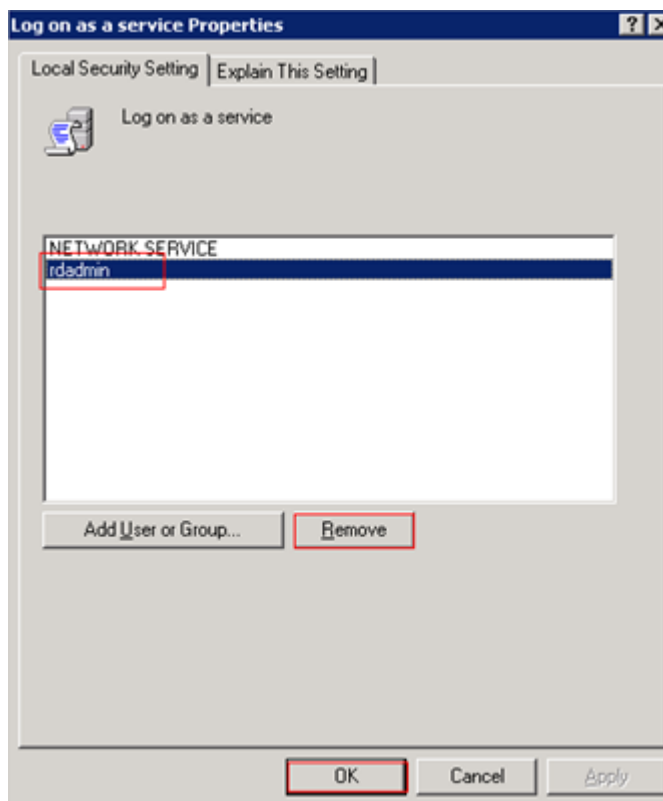 Log on as a service Properties
Local Security Setting Explain This Setting
Log on as a service
NETWORK SERVICE
rdadmin
Add User or Group... Remove
OK Cancel Apply